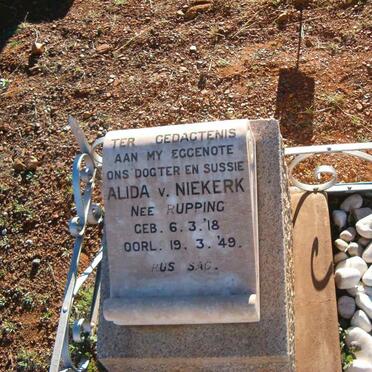 TER GEDAGTENIS
AAN MY EGGENOTE
ONS DOGTER EN SUSSIE
ALIDA v. NIEKERK
NEE RUPPING
GEB. 6.3.'18
OORL. 19.3.'49.
RUS SAG.